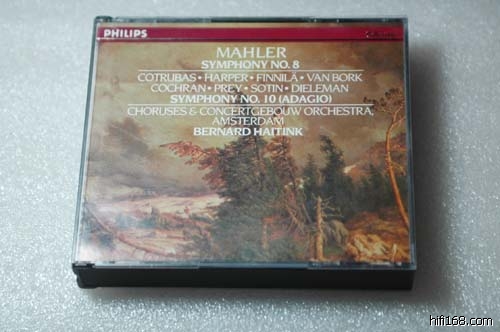 PHILIPS
MAHLER
SYMPHONY NO. 8
COTRUBAS • HARPER • FINNILÄ • VAN BORK
COCHRAN • PREY • SOTIN • DIELEMAN
SYMPHONY NO. 10 (ADAGIO)
CHORUSES & CONCERTGEBOUW ORCHESTRA,
AMSTERDAM
BERNARD HAITINK
hifi168.com